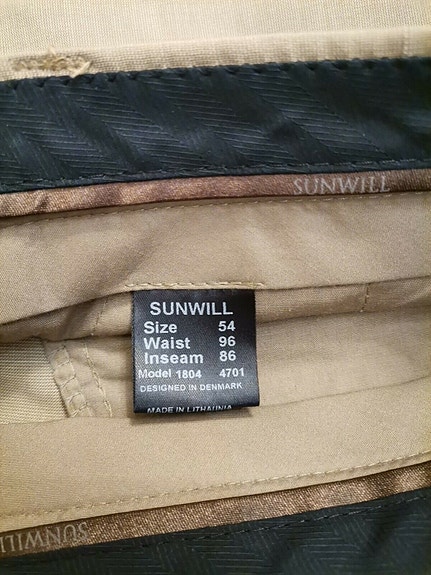 SUNWILL
SUNWILL
Size 54
Waist 96
Inseam 86
Model 1804 4701
DESIGNED IN DENMARK
MADE IN LITHAUNIA
SUNWILL